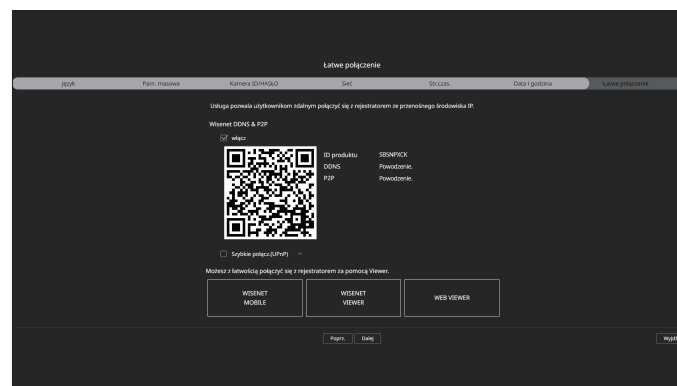 Łatwe połączenie
Język Pam. masowa Kamera ID/HASŁO Sieć Str.czas. Data i godzina Łatwe połączenie
Usługa pozwala użytkownikom zdalnym połączyć się z rejestratorem ze przenośnego środowiska IP.
Wisenet DDNS & P2P
włącz
ID produktu SBSNPXCK
DDNS Powodzenie.
P2P Powodzenie.
Szybkie połącz.(UPnP) –
Możesz z łatwością połączyć się z rejestratorem za pomocą Viewer.
WISENET
MOBILE
WISENET
VIEWER
WEB VIEWER
Poprz. Dalej